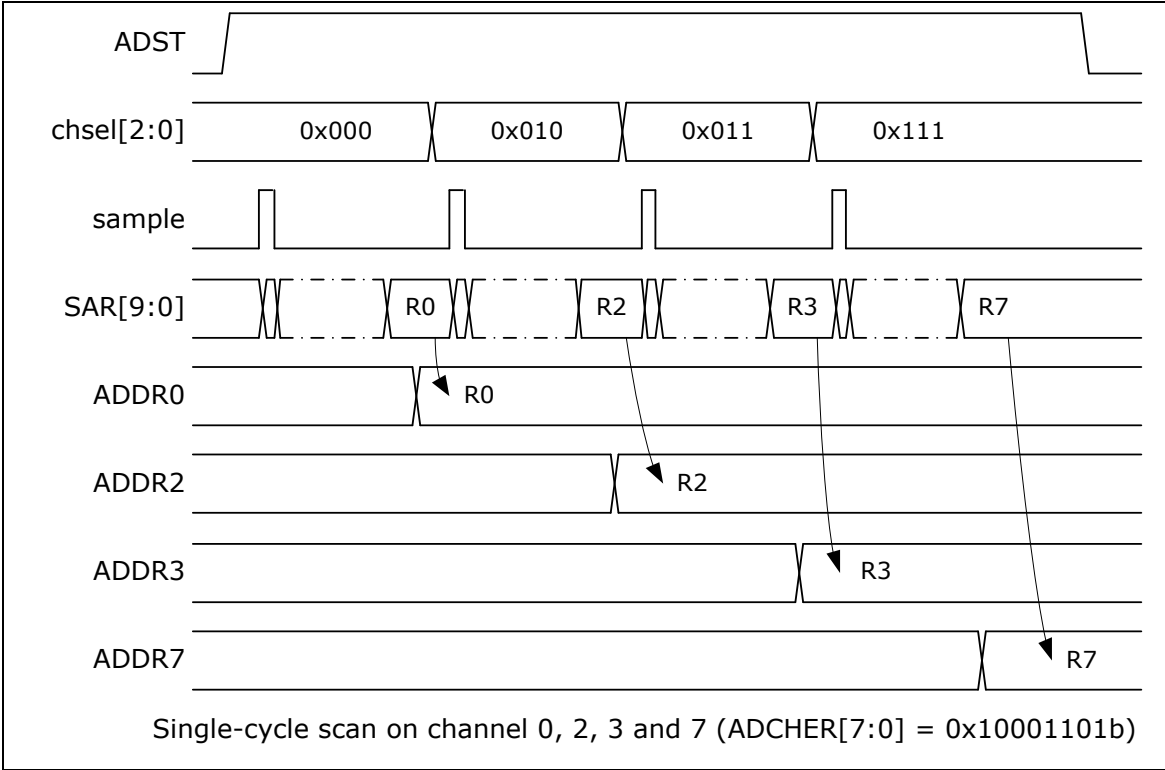 ADST
chsel[2:0] 0x000 0x010 0x011 0x111
sample
SAR[9:0] R0 R2 R3 R7
ADDR0 R0
ADDR2 R2
ADDR3 R3
ADDR7 R7
Single-cycle scan on channel 0, 2, 3 and 7 (ADCHER[7:0] = 0x10001101b)